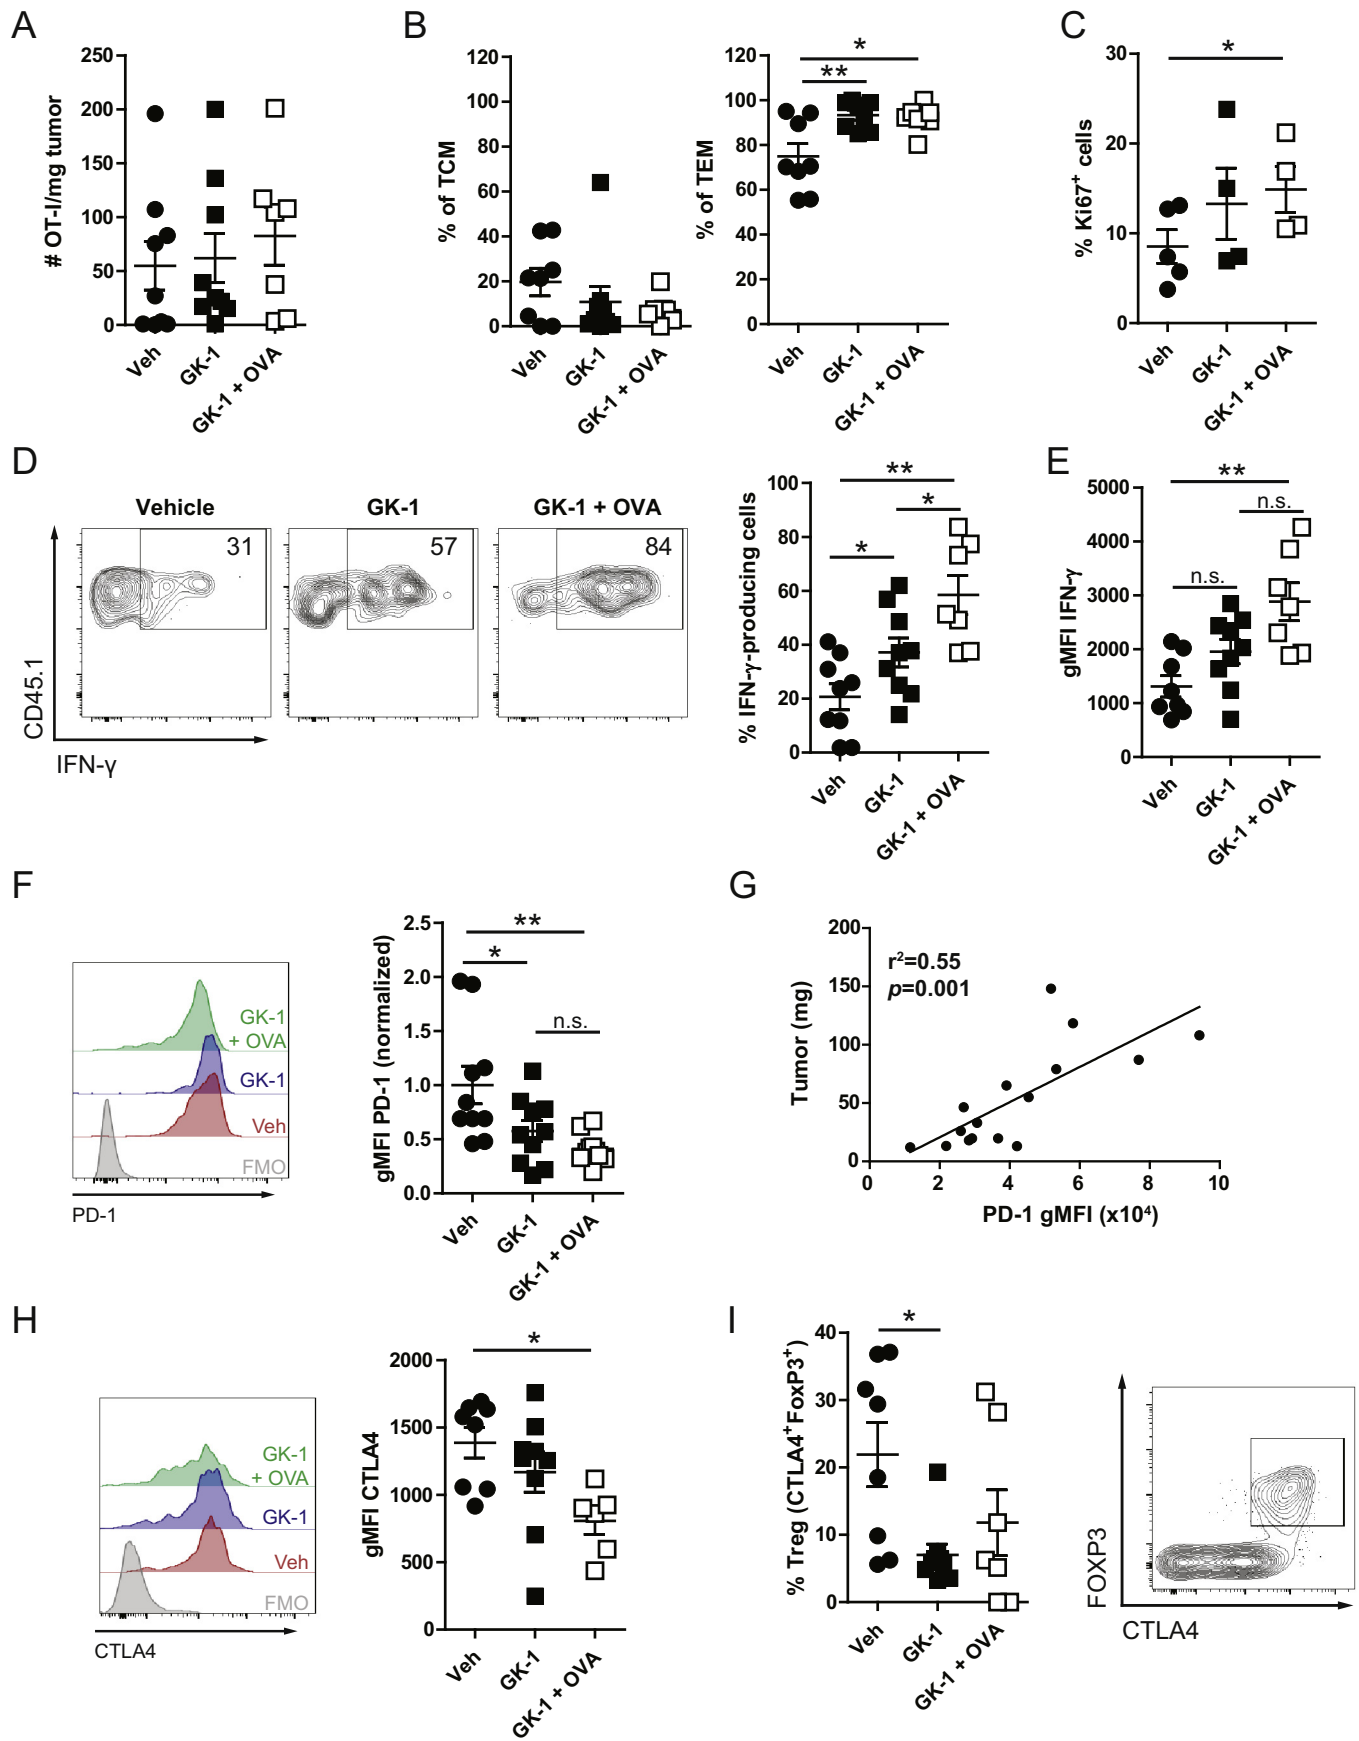 A
# OT-I/mg tumor
250
200
150
100
50
0
Veh
GK-1
GK-1 + OVA
B
% of TCM
120
100
80
60
40
20
0
Veh
GK-1
GK-1 + OVA
% of TEM
120
100
80
60
40
20
0
*
**
Veh
GK-1
GK-1 + OVA
C
% Ki67⁺ cells
30
20
10
0
*
Veh
GK-1
GK-1 + OVA
D
Vehicle
GK-1
GK-1 + OVA
31
57
84
CD45.1
IFN-γ
% IFN-γ-producing cells
100
80
60
40
20
0
**
*
*
Veh
GK-1
GK-1 + OVA
E
gMFI IFN-γ
5000
4000
3000
2000
1000
0
**
n.s.
n.s.
Veh
GK-1
GK-1 + OVA
F
GK-1
+ OVA
GK-1
Veh
FMO
PD-1
gMFI PD-1 (normalized)
2.5
2.0
1.5
1.0
0.5
0.0
**
*
n.s.
Veh
GK-1
GK-1 + OVA
G
Tumor (mg)
200
150
100
50
0
r²=0.55
p=0.001
0 2 4 6 8 10
PD-1 gMFI (x10⁴)
H
GK-1
+ OVA
GK-1
Veh
FMO
CTLA4
gMFI CTLA4
2000
1500
1000
500
0
*
Veh
GK-1
GK-1 + OVA
I
% Treg (CTLA4⁺FoxP3⁺)
40
30
20
10
0
*
Veh
GK-1
GK-1 + OVA
FOXP3
CTLA4